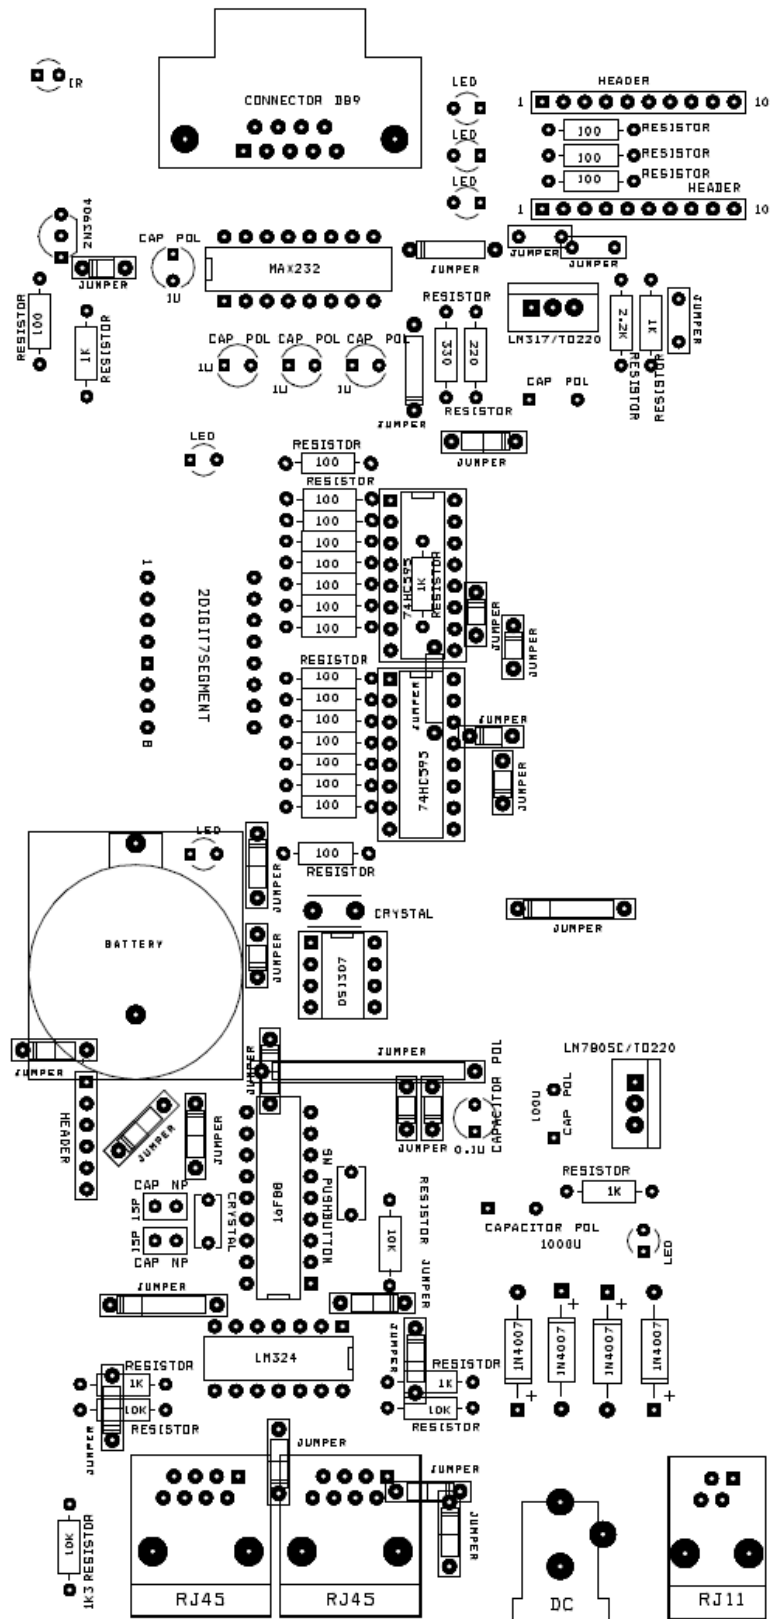 IR
CONNECTOR DB9
LED
HEADER
1
10
100
RESISTOR
LED
100
RESISTOR
LED
100
RESISTOR
HEADER
1
10
2N3904
CAP POL
JUMPER
1U
MAX232
JUMPER
JUMPER
JUMPER
RESISTOR
100
1K
RESISTOR
CAP POL
1U
CAP POL
1U
CAP POL
1U
JUMPER
RESISTOR
330
220
RESISTOR
LM317/TO220
CAP POL
2.2K
RESISTOR
1K
RESISTOR
JUMPER
JUMPER
LED
RESISTOR
100
RESISTOR
100
100
100
100
100
100
100
74HC595
1K
RESISTOR
JUMPER
JUMPER
1
2DIGIT7SEGMENT
8
RESISTOR
100
100
100
100
100
100
100
JUMPER
74HC595
JUMPER
JUMPER
LED
JUMPER
100
RESISTOR
BATTERY
CRYSTAL
JUMPER
JUMPER
DS1307
JUMPER
JUMPER
JUMPER
JUMPER
CAPACITOR POL
0.1U
100U
CAP POL
LM7805C/TO220
HEADER
JUMPER
JUMPER
16F88
SW PUSHBUTTON
CAP NP
15P
15P
CAP NP
CRYSTAL
RESISTOR
10K
RESISTOR
1K
CAPACITOR POL
1000U
LED
JUMPER
JUMPER
LM324
JUMPER
1N4007
1N4007
1N4007
1N4007
+
+
+
+
RESISTOR
1K
10K
RESISTOR
JUMPER
RESISTOR
1K
10K
RESISTOR
JUMPER
JUMPER
JUMPER
10K
1K3 RESISTOR
RJ45
RJ45
DC
RJ11